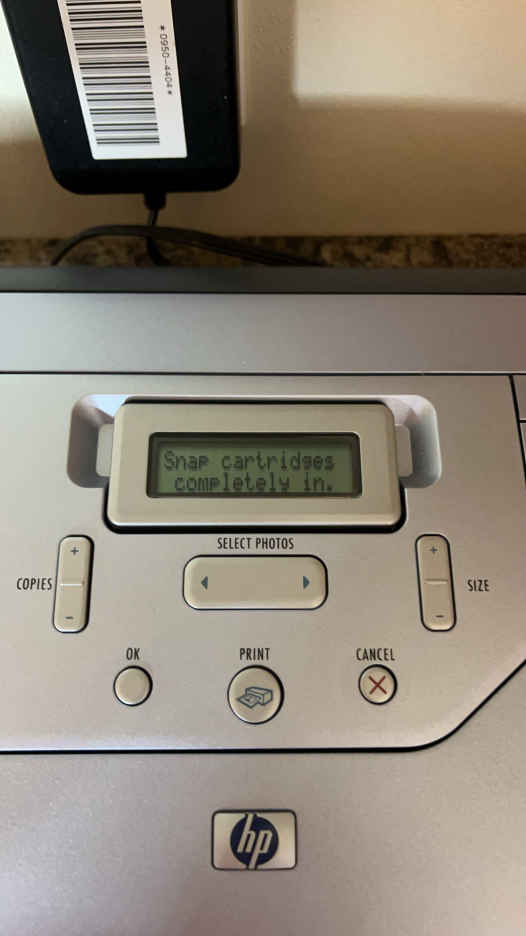 *0950-4404*
Snap cartridges
completely in.
SELECT PHOTOS
+
+
COPIES
SIZE
-
-
OK
PRINT
CANCEL
hp